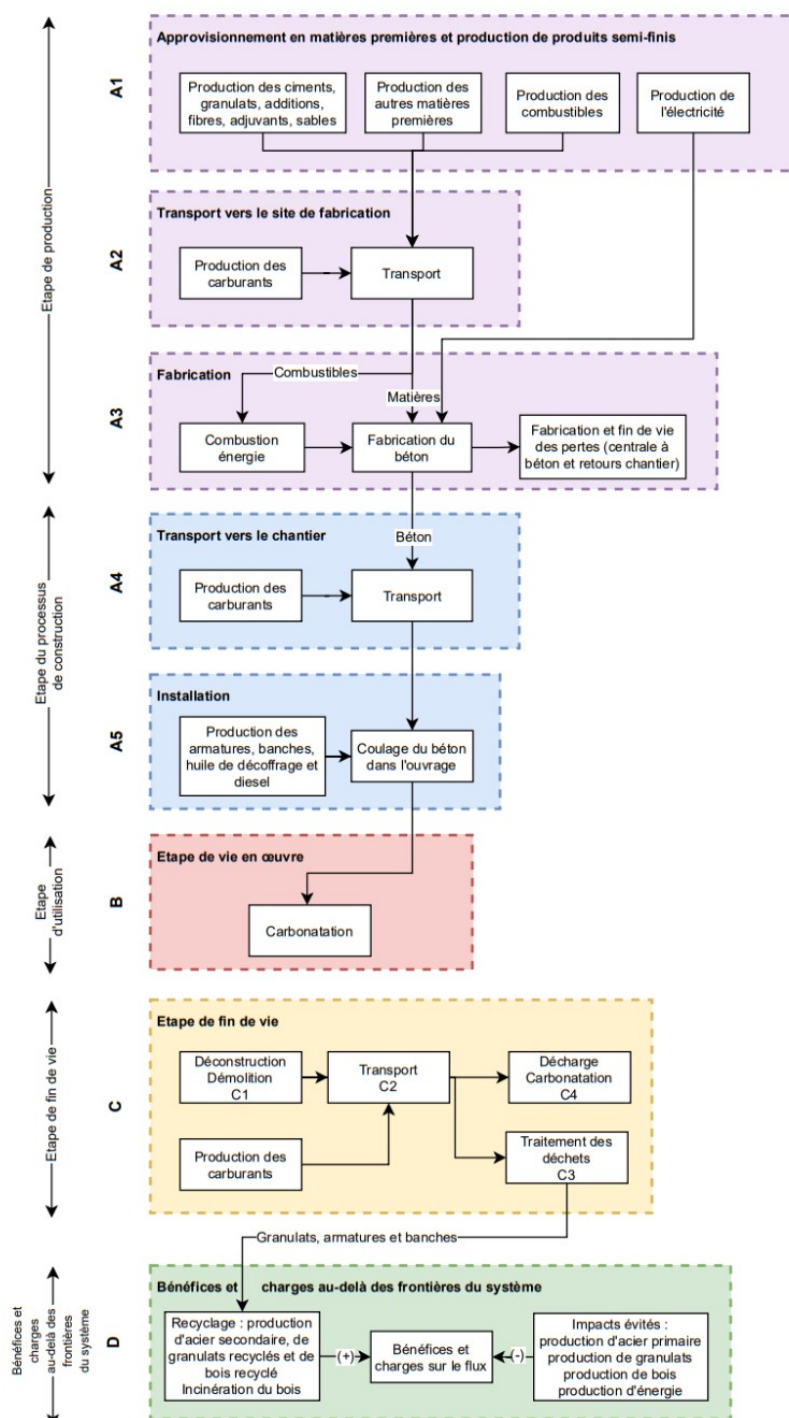 Approvisionnement en matières premières et production de produits semi-finis
A1
Production des ciments,
granulats, additions,
fibres, adjuvants, sables
Production des
autres matières
premières
Production des
combustibles
Production de
l'électricité
Etape de production
Transport vers le site de fabrication
A2
Production des
carburants
Transport
Fabrication
A3
Combustibles
Matières
Combustion
énergie
Fabrication du
béton
Fabrication et fin de vie
des pertes (centrale à
béton et retours chantier)
Etape du processus
de construction
Transport vers le chantier
A4
Béton
Production des
carburants
Transport
Installation
A5
Production des
armatures, banches,
huile de décoffrage et
diesel
Coulage du béton
dans l'ouvrage
Etape
d'utilisation
B
Etape de vie en œuvre
Carbonatation
Etape de fin de vie
C
Etape de fin de vie
Déconstruction
Démolition
C1
Transport
C2
Décharge
Carbonatation
C4
Production des
carburants
Traitement des
déchets
C3
Granulats, armatures et banches
Bénéfices et
charges
au-delà des
frontières
du système
D
Bénéfices et charges au-delà des frontières du système
Recyclage : production
d'acier secondaire, de
granulats recyclés et de
bois recyclé
Incinération du bois
(+)
Bénéfices et
charges sur le flux
(-)
Impacts évités :
production d'acier primaire
production de granulats
production de bois
production d'énergie